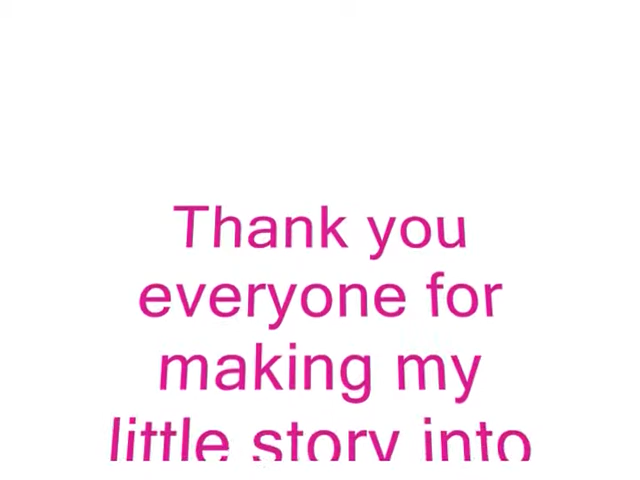 Thank you
everyone for
making my
little story into